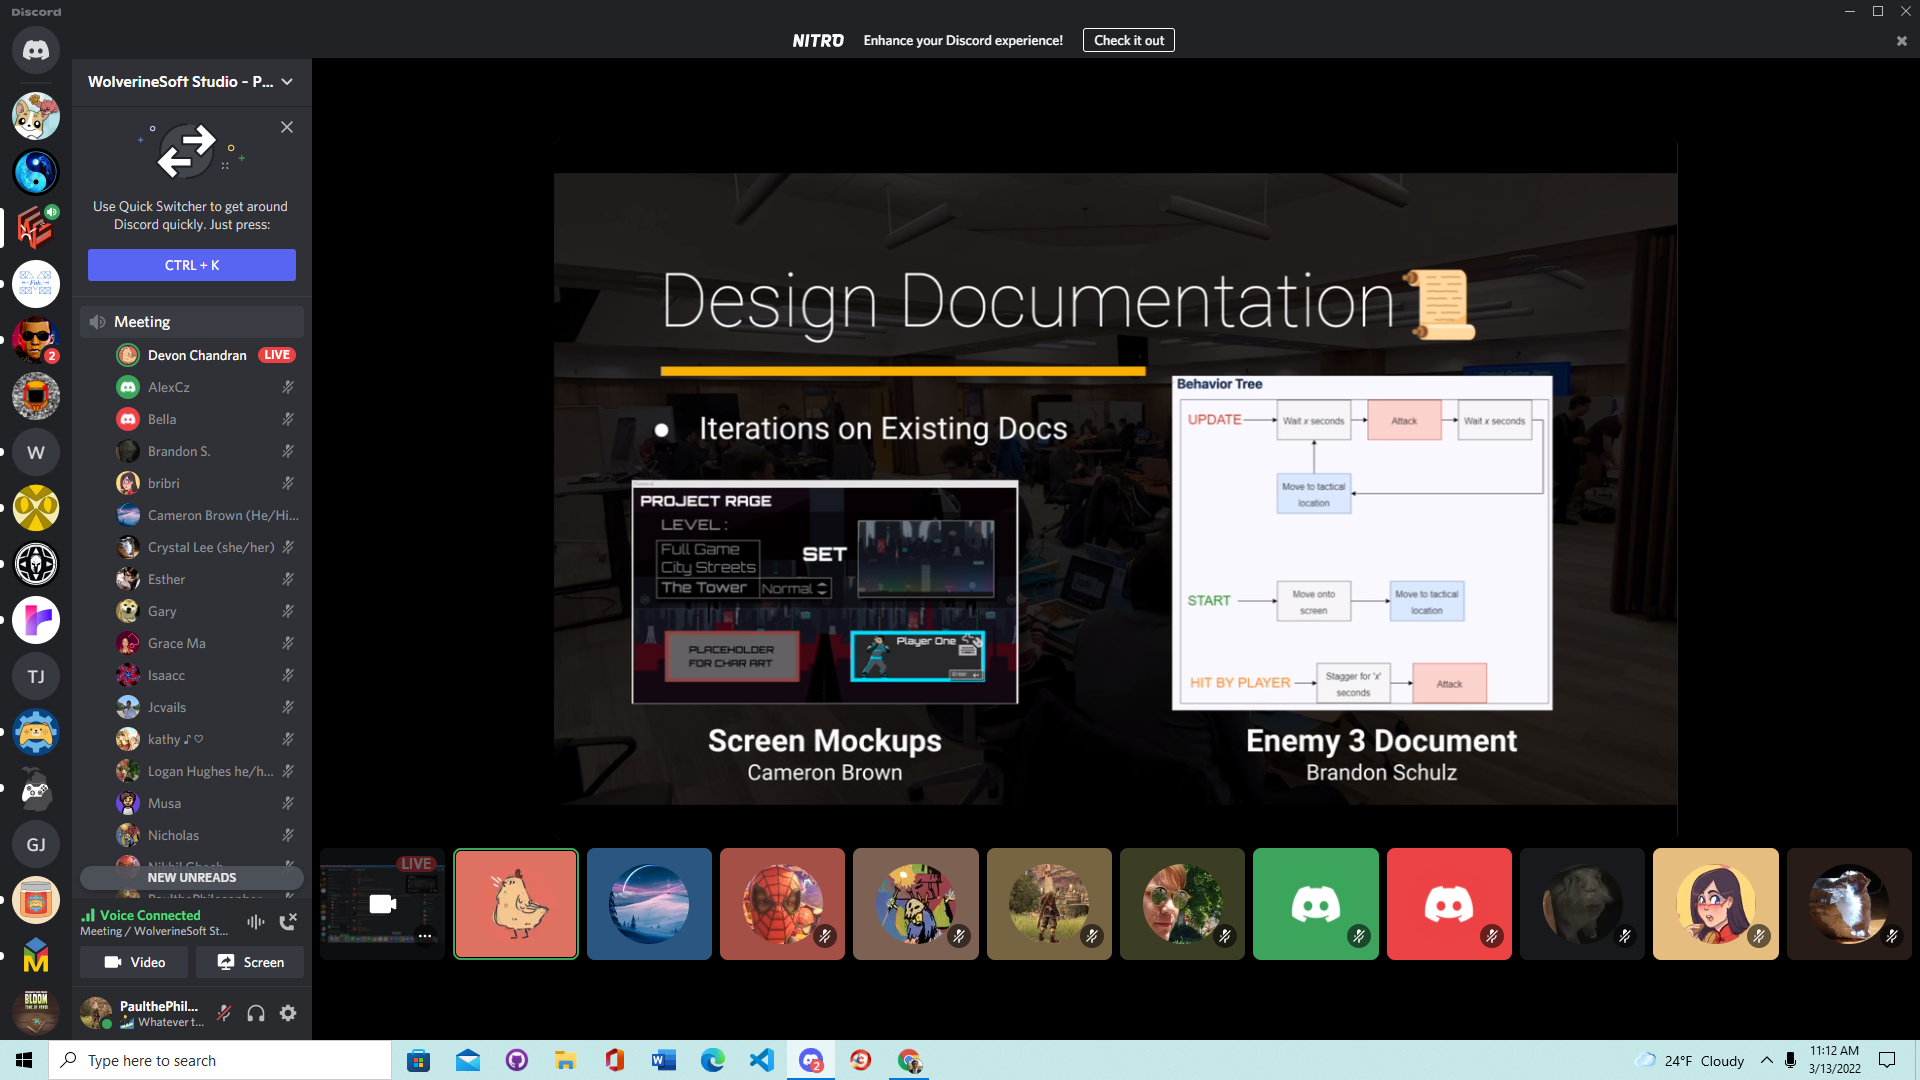 Discord
NITRO Enhance your Discord experience! Check it out
WolverineSoft Studio - P...
Use Quick Switcher to get around
Discord quickly. Just press:
CTRL + K
Meeting
Devon Chandran LIVE
AlexCz
Bella
Brandon S.
bribri
Cameron Brown (He/Hi...
Crystal Lee (she/her)
Esther
Gary
Grace Ma
Isaacc
Jcvails
kathy ♪ ♡
Logan Hughes he/h...
Musa
Nicholas
NEW UNREADS
Voice Connected
Meeting / WolverineSoft St...
Video Screen
PaulthePhil...
Whatever t...
2
W
TJ
GJ
BLOOM
Design Documentation📜
Iterations on Existing Docs
PROJECT RAGE
LEVEL :
Full Game
City Streets
The Tower Normal
SET
PLACEHOLDER
FOR CHAR ART
Player One
Enter
Screen Mockups
Cameron Brown
Behavior Tree
UPDATE Wait x seconds Attack Wait x seconds
Move to tactical
location
START Move onto
screen Move to tactical
location
HIT BY PLAYER Stagger for 'x'
seconds Attack
Enemy 3 Document
Brandon Schulz
LIVE
Type here to search
2
24°F Cloudy
11:12 AM
3/13/2022